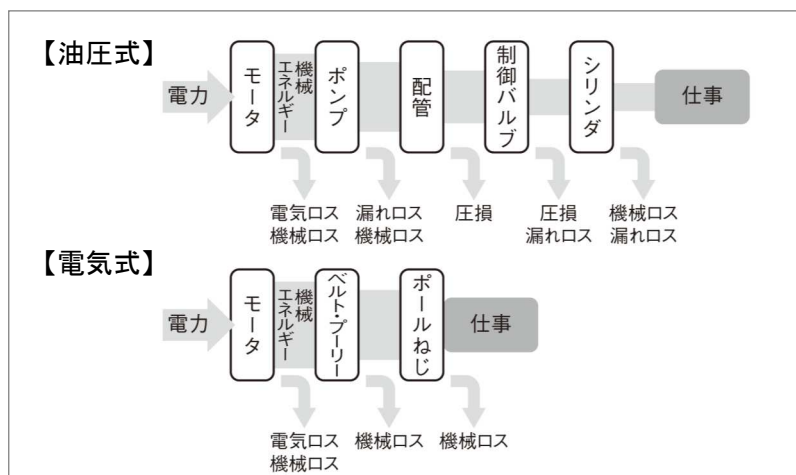 【油圧式】
電力
モータ
機械
エネルギー
ポンプ
配管
制御バルブ
シリンダ
仕事
電気ロス
機械ロス
漏れロス
機械ロス
圧損
圧損
漏れロス
機械ロス
漏れロス
【電気式】
電力
モータ
機械
エネルギー
ベルト・プーリー
ボールねじ
仕事
電気ロス
機械ロス
機械ロス
機械ロス